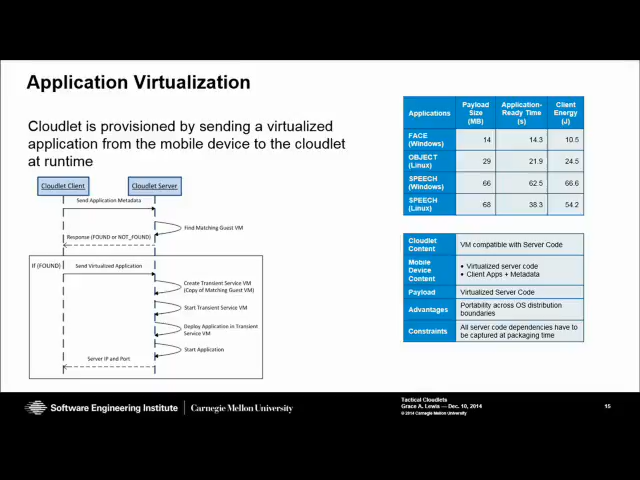 Application Virtualization
Cloudlet is provisioned by sending a virtualized
application from the mobile device to the cloudlet
at runtime
Cloudlet Client
Cloudlet Server
Send Application Metadata
Find Matching Guest VM
Response (FOUND or NOT_FOUND)
IF (FOUND)
Send Virtualized Application
Create Transient Service VM
(Copy of Matching Guest VM)
Start Transient Service VM
Deploy Application in Transient
Service VM
Start Application
Server IP and Port
Applications Payload Size (MB) Application-Ready Time (s) Client Energy (J)
FACE (Windows) 14 14.3 10.5
OBJECT (Linux) 29 21.9 24.5
SPEECH (Windows) 66 62.5 66.6
SPEECH (Linux) 68 38.3 54.2
Cloudlet Content VM compatible with Server Code
Mobile Device Content • Virtualized server code
• Client Apps + Metadata
Payload Virtualized Server Code
Advantages Portability across OS distribution
boundaries
Constraints All server code dependencies have to
be captured at packaging time
Software Engineering Institute | Carnegie Mellon University
Tactical Cloudlets
Grace A. Lewis — Dec. 10, 2014
© 2014 Carnegie Mellon University
15